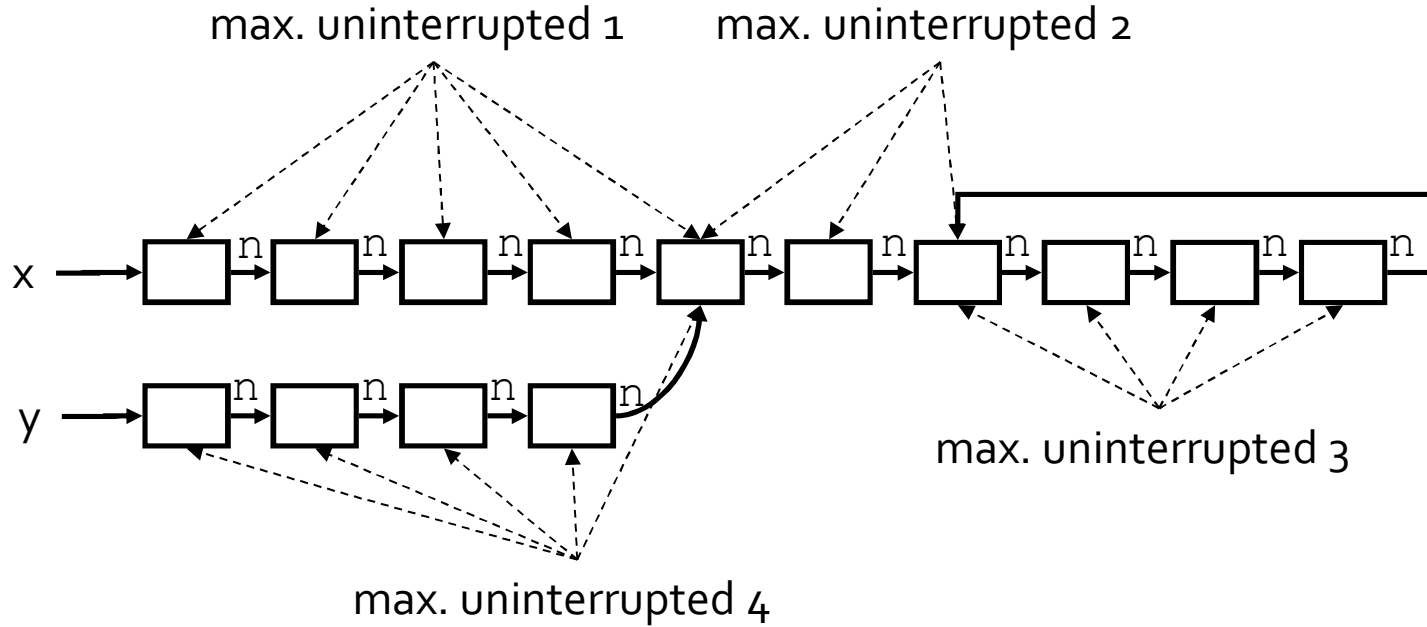 max. uninterrupted 1 max. uninterrupted 2
x n n n n n n n n n
y n n n n
max. uninterrupted 3
max. uninterrupted 4